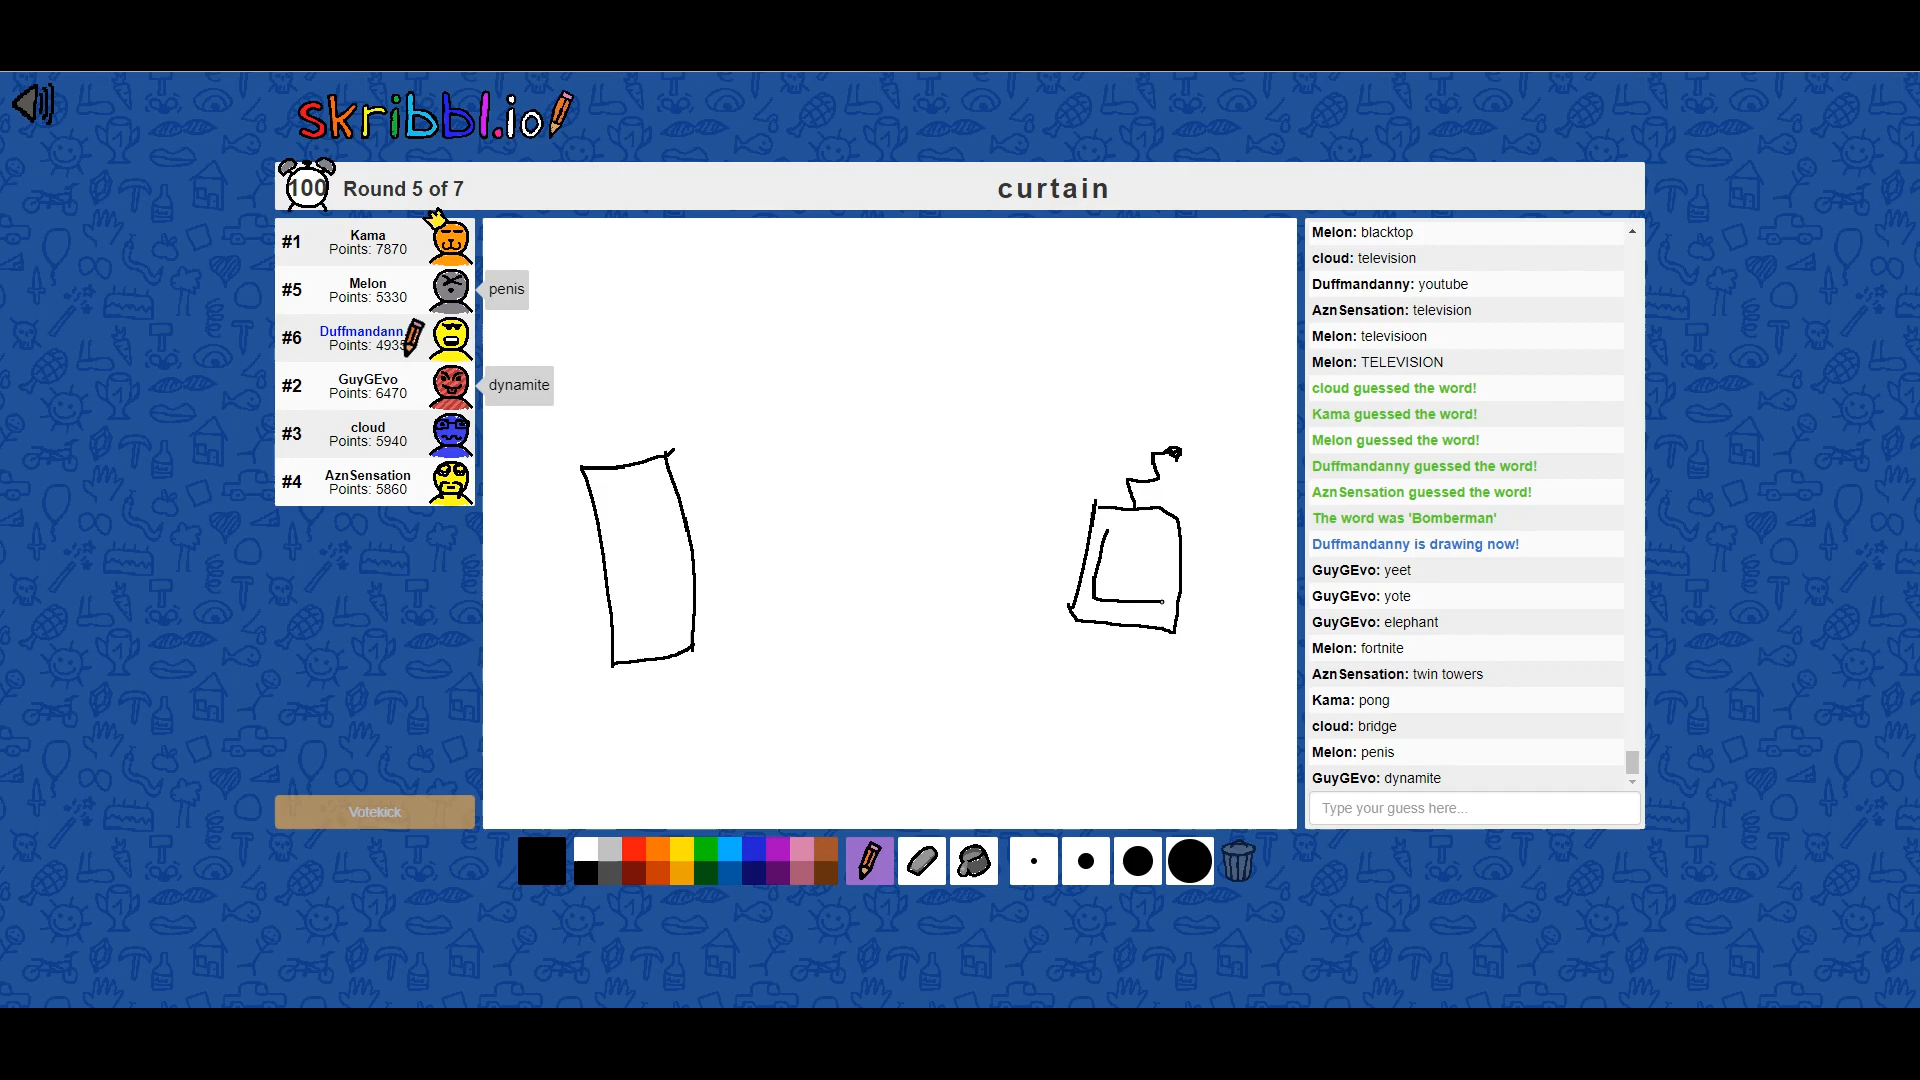 skribbl.io
100
Round 5 of 7
curtain
#1
Kama
Points: 7870
#5
Melon
Points: 5330
penis
#6
Duffmandann
Points: 4935
#2
GuyGEvo
Points: 6470
dynamite
#3
cloud
Points: 5940
#4
AznSensation
Points: 5860
Votekick
Melon: blacktop
cloud: television
Duffmandanny: youtube
AznSensation: television
Melon: televisioon
Melon: TELEVISION
cloud guessed the word!
Kama guessed the word!
Melon guessed the word!
Duffmandanny guessed the word!
AznSensation guessed the word!
The word was 'Bomberman'
Duffmandanny is drawing now!
GuyGEvo: yeet
GuyGEvo: yote
GuyGEvo: elephant
Melon: fortnite
AznSensation: twin towers
Kama: pong
cloud: bridge
Melon: penis
GuyGEvo: dynamite
Type your guess here...